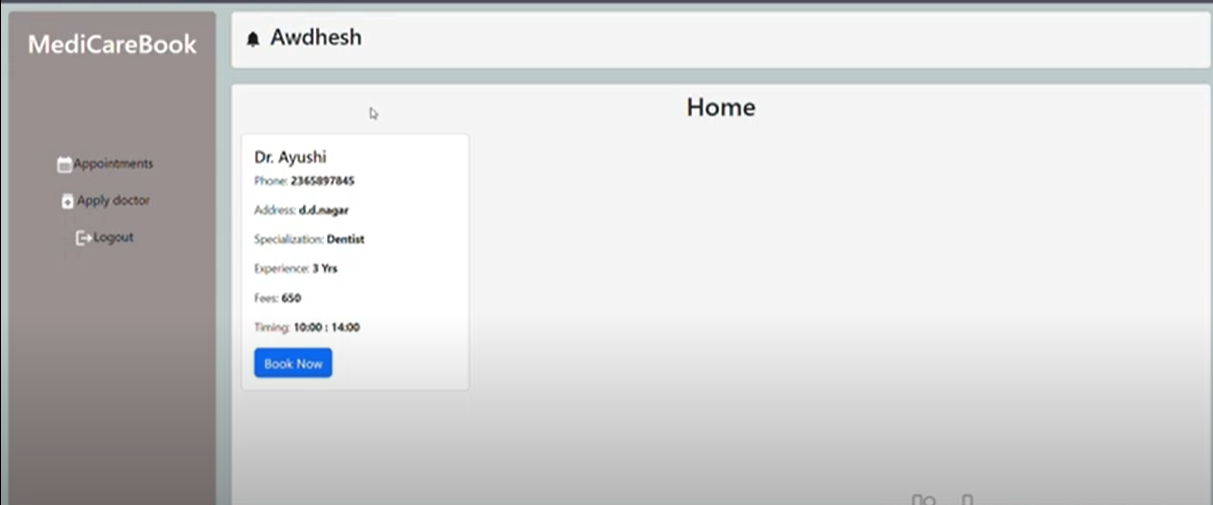 MediCareBook
Appointments
Apply doctor
Logout
Awdhesh
Home
Dr. Ayushi
Phone: 2365897845
Address: d.d.nagar
Specialization: Dentist
Experience: 3 Yrs
Fees: 650
Timing: 10:00 : 14:00
Book Now